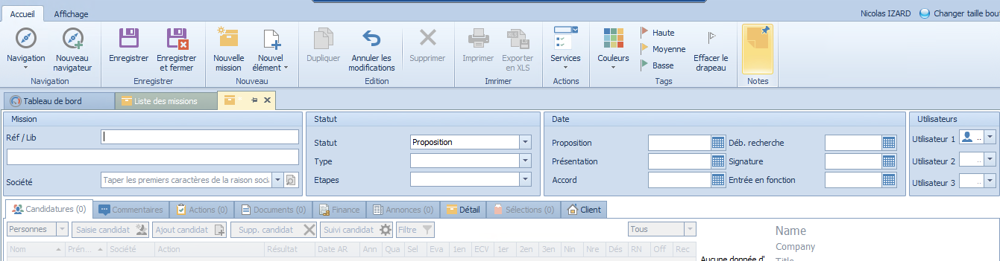 Accueil Affichage Nicolas IZARD Changer taille bou
Navigation Nouveau navigateur Enregistrer Enregistrer et fermer Nouvelle mission Nouvel élément Dupliquer Annuler les modifications Supprimer Imprimer Exporter en XLS Services Couleurs Haute Moyenne Basse Effacer le drapeau
Navigation Enregistrer Nouveau Edition Imrimer Actions Tags Notes
Tableau de bord Liste des missions
Mission Statut Date Utilisateurs
Réf / Lib Statut Proposition Proposition Déb. recherche Utilisateur 1 ..
Type Présentation Signature Utilisateur 2 ..
Société Taper les premiers caractères de la raison soci Etapes Accord Entrée en fonction Utilisateur 3 ..
Candidatures (0) Commentaires Actions (0) Documents (0) Finance Annonces (0) Détail Sélections (0) Client
Personnes Saisie candidat Ajout candidat Supp. candidat Suivi candidat Filtre Tous Name
Nom Prén... Société Action Résultat Date AR Ann Qua Sel Eva 1en ECV 1er 2en 3en Nin Nre Dés RN Off Rec Company
Aucune donnée d' Title